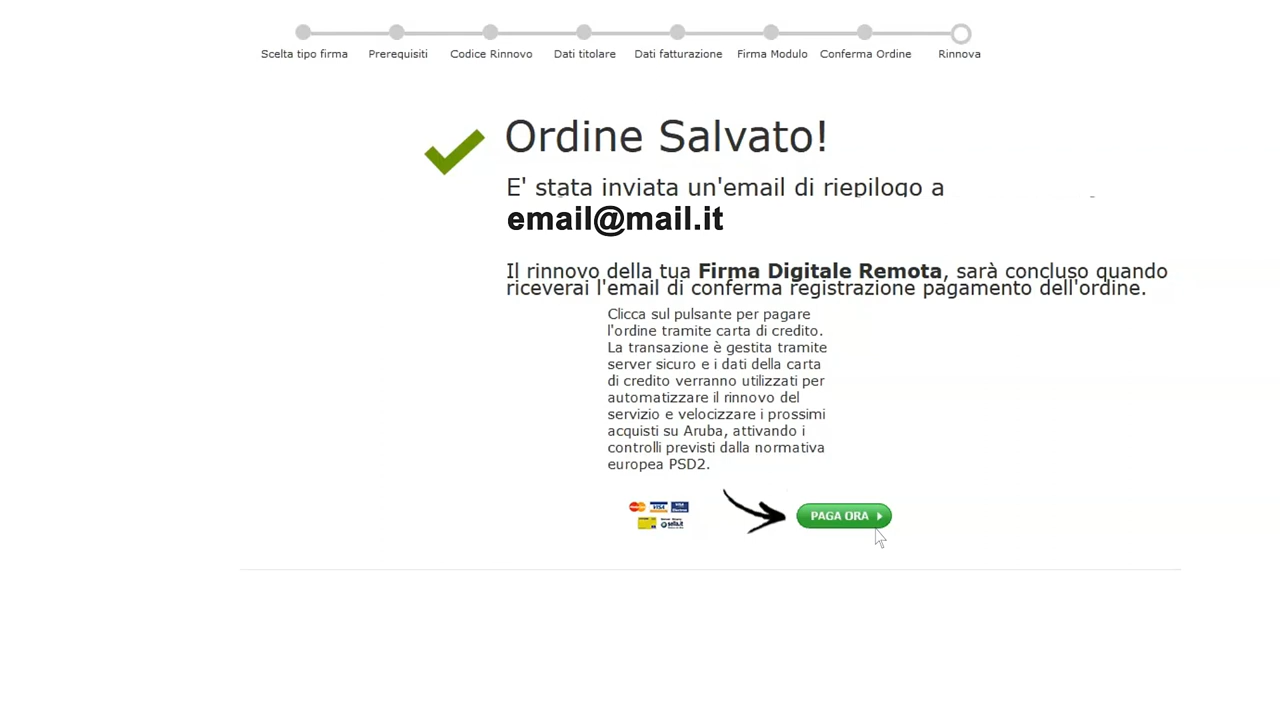 Scelta tipo firma Prerequisiti Codice Rinnovo Dati titolare Dati fatturazione Firma Modulo Conferma Ordine Rinnova
Ordine Salvato!
E' stata inviata un'email di riepilogo a
email@mail.it
Il rinnovo della tua Firma Digitale Remota, sarà concluso quando
riceverai l'email di conferma registrazione pagamento dell'ordine.
Clicca sul pulsante per pagare
l'ordine tramite carta di credito.
La transazione è gestita tramite
server sicuro e i dati della carta
di credito verranno utilizzati per
automatizzare il rinnovo del
servizio e velocizzare i prossimi
acquisti su Aruba, attivando i
controlli previsti dalla normativa
europea PSD2.
VISA VISA
sella.it
PAGA ORA